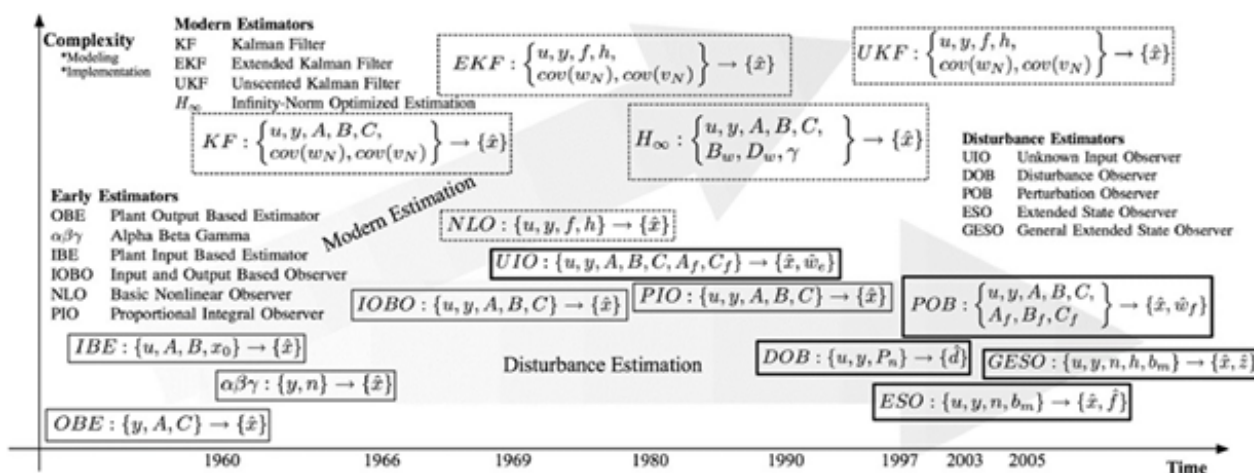 Complexity
*Modeling
*Implementation
Modern Estimators
KF Kalman Filter
EKF Extended Kalman Filter
UKF Unscented Kalman Filter
H∞ Infinity-Norm Optimized Estimation
EKF : {u, y, f, h,
cov(w_N), cov(v_N)} → {x̂}
UKF : {u, y, f, h,
cov(w_N), cov(v_N)} → {x̂}
KF : {u, y, A, B, C,
cov(w_N), cov(v_N)} → {x̂}
H∞ : {u, y, A, B, C,
B_w, D_w, γ} → {x̂}
Disturbance Estimators
UIO Unknown Input Observer
DOB Disturbance Observer
POB Perturbation Observer
ESO Extended State Observer
GESO General Extended State Observer
Early Estimators
OBE Plant Output Based Estimator
αβγ Alpha Beta Gamma
IBE Plant Input Based Estimator
IOBO Input and Output Based Observer
NLO Basic Nonlinear Observer
PIO Proportional Integral Observer
Modern Estimation
NLO : {u, y, f, h} → {x̂}
UIO : {u, y, A, B, C, A_f, C_f} → {x̂, ŵ_e}
IOBO : {u, y, A, B, C} → {x̂}
PIO : {u, y, A, B, C} → {x̂}
POB : {u, y, A, B, C,
A_f, B_f, C_f} → {x̂, ŵ_f}
IBE : {u, A, B, x_0} → {x̂}
Disturbance Estimation
DOB : {u, y, P_n} → {d̂}
GESO : {u, y, n, h, b_m} → {x̂, ẑ}
αβγ : {y, n} → {x̂}
ESO : {u, y, n, b_m} → {x̂, f̂}
OBE : {y, A, C} → {x̂}
1960 1966 1969 1980 1990 1997 2003 2005 Time